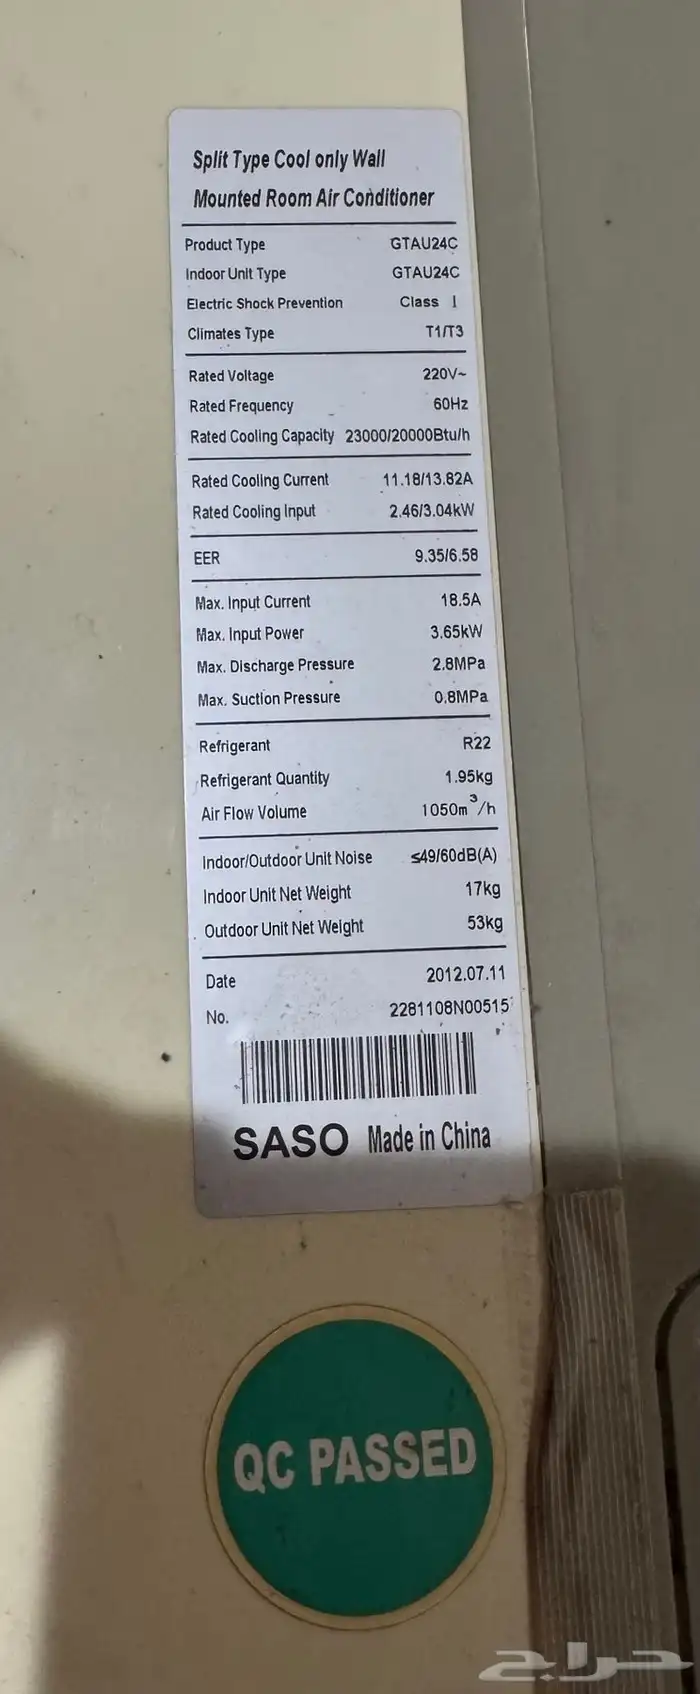 Split Type Cool only Wall
Mounted Room Air Conditioner
Product Type GTAU24C
Indoor Unit Type GTAU24C
Electric Shock Prevention Class I
Climates Type T1/T3
Rated Voltage 220V~
Rated Frequency 60Hz
Rated Cooling Capacity 23000/20000Btu/h
Rated Cooling Current 11.18/13.82A
Rated Cooling Input 2.46/3.04kW
EER 9.35/6.58
Max. Input Current 18.5A
Max. Input Power 3.65kW
Max. Discharge Pressure 2.8MPa
Max. Suction Pressure 0.8MPa
Refrigerant R22
Refrigerant Quantity 1.95kg
Air Flow Volume 1050m³/h
Indoor/Outdoor Unit Noise ≤49/60dB(A)
Indoor Unit Net Weight 17kg
Outdoor Unit Net Weight 53kg
Date 2012.07.11
No. 2281108N00515
SASO Made in China
QC PASSED
حراج